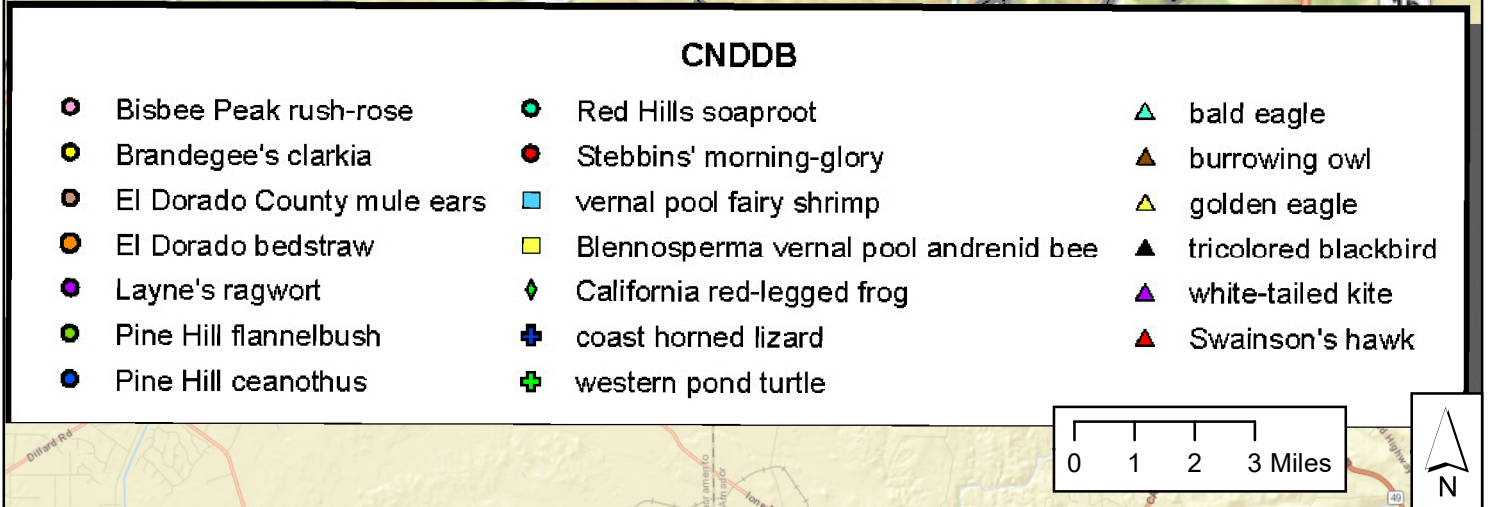 CNDDB
Bisbee Peak rush-rose
Brandegee's clarkia
El Dorado County mule ears
El Dorado bedstraw
Layne's ragwort
Pine Hill flannelbush
Pine Hill ceanothus
Red Hills soaproot
Stebbins' morning-glory
vernal pool fairy shrimp
Blennosperma vernal pool andrenid bee
California red-legged frog
coast horned lizard
western pond turtle
bald eagle
burrowing owl
golden eagle
tricolored blackbird
white-tailed kite
Swainson's hawk
Dillard Rd
0 1 2 3 Miles
49
N